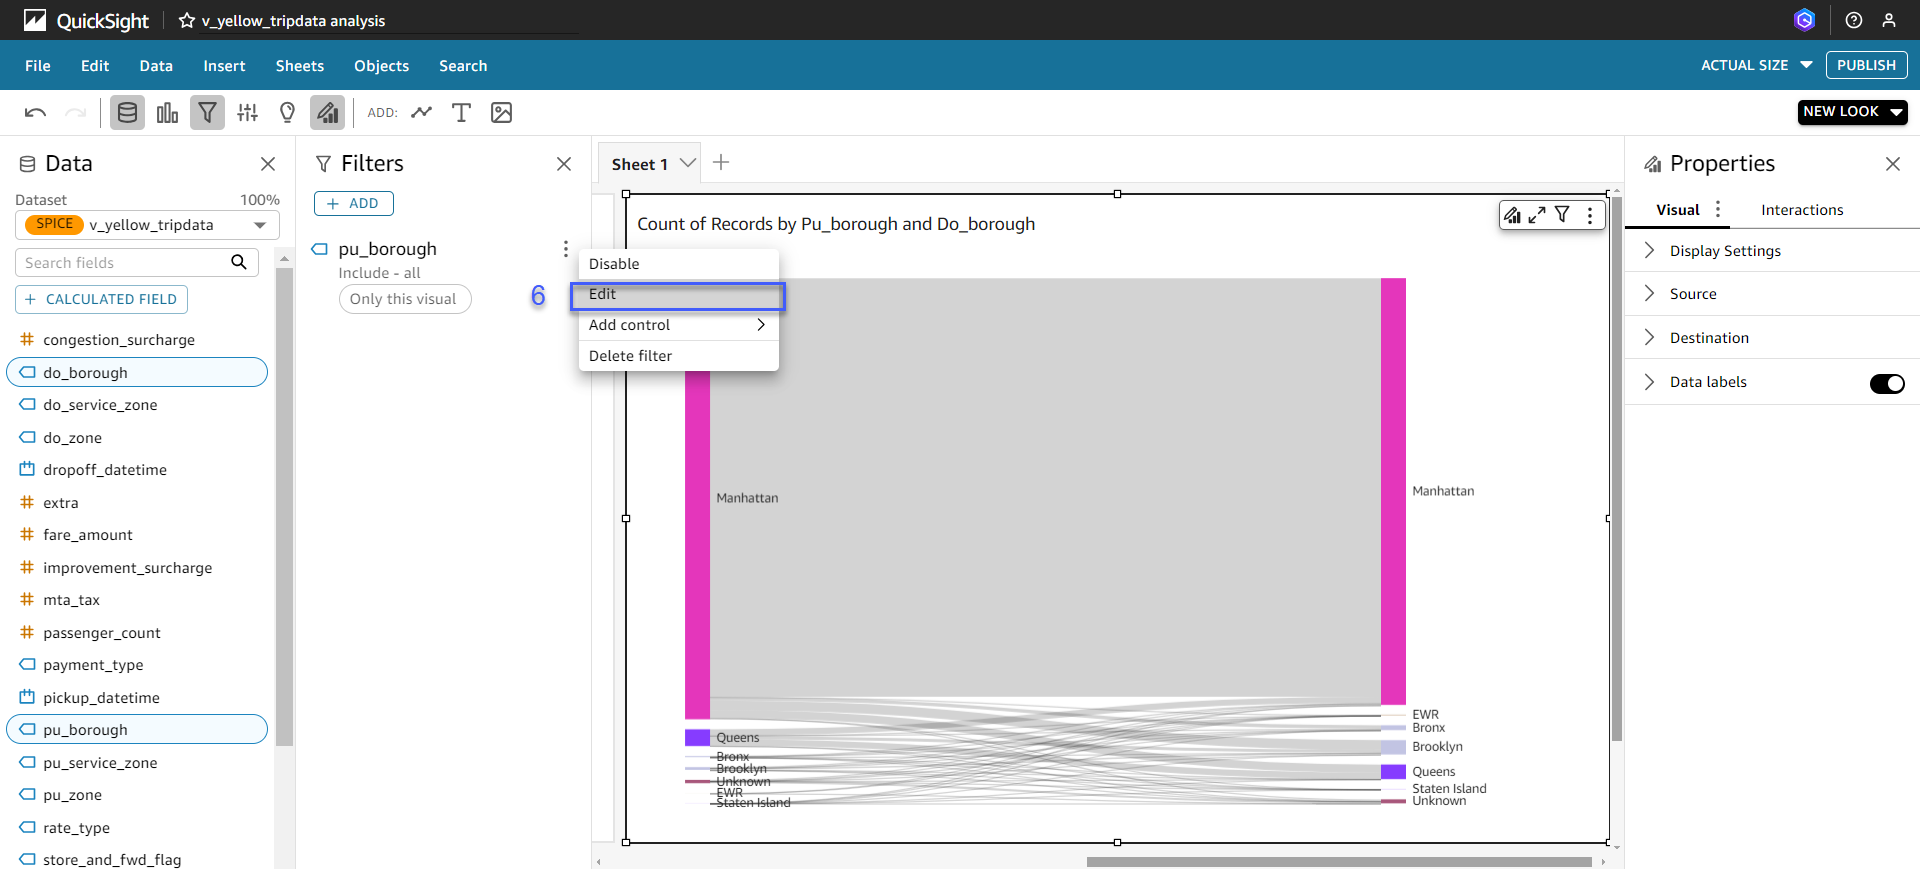 QuickSight
v_yellow_tripdata analysis
File Edit Data Insert Sheets Objects Search
ACTUAL SIZE PUBLISH
ADD:
NEW LOOK
Data
Dataset 100%
SPICE v_yellow_tripdata
Search fields
+ CALCULATED FIELD
congestion_surcharge
do_borough
do_service_zone
do_zone
dropoff_datetime
extra
fare_amount
improvement_surcharge
mta_tax
passenger_count
payment_type
pickup_datetime
pu_borough
pu_service_zone
pu_zone
rate_type
store_and_fwd_flag
Filters
+ ADD
pu_borough
Include - all
Only this visual
6
Disable
Edit
Add control
Delete filter
Sheet 1
Count of Records by Pu_borough and Do_borough
Manhattan
Queens
Bronx
Brooklyn
Unknown
EWR
Staten Island
Manhattan
EWR
Bronx
Brooklyn
Queens
Staten Island
Unknown
Properties
Visual Interactions
Display Settings
Source
Destination
Data labels